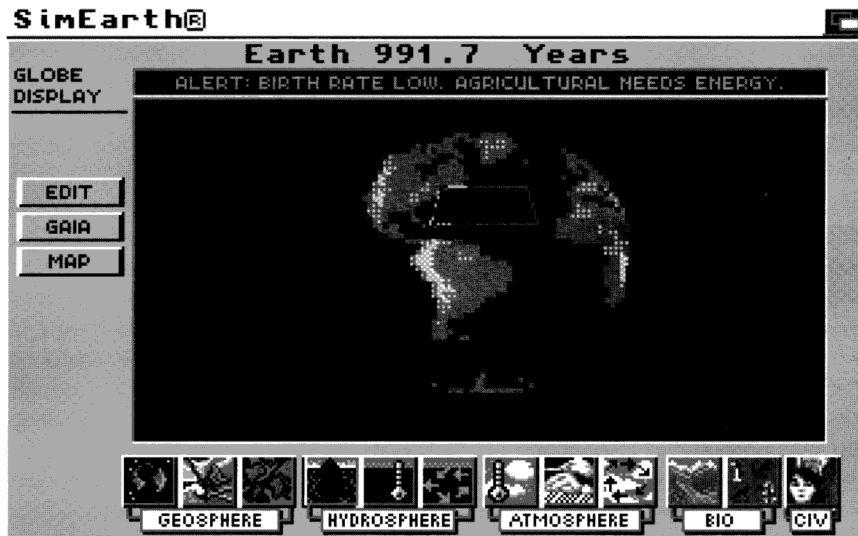 SimEarth®
Earth 991.7 Years
GLOBE
DISPLAY
ALERT: BIRTH RATE LOW. AGRICULTURAL NEEDS ENERGY.
EDIT
GAIA
MAP
GEOSPHERE HYDROSPHERE ATMOSPHERE BIO CIV